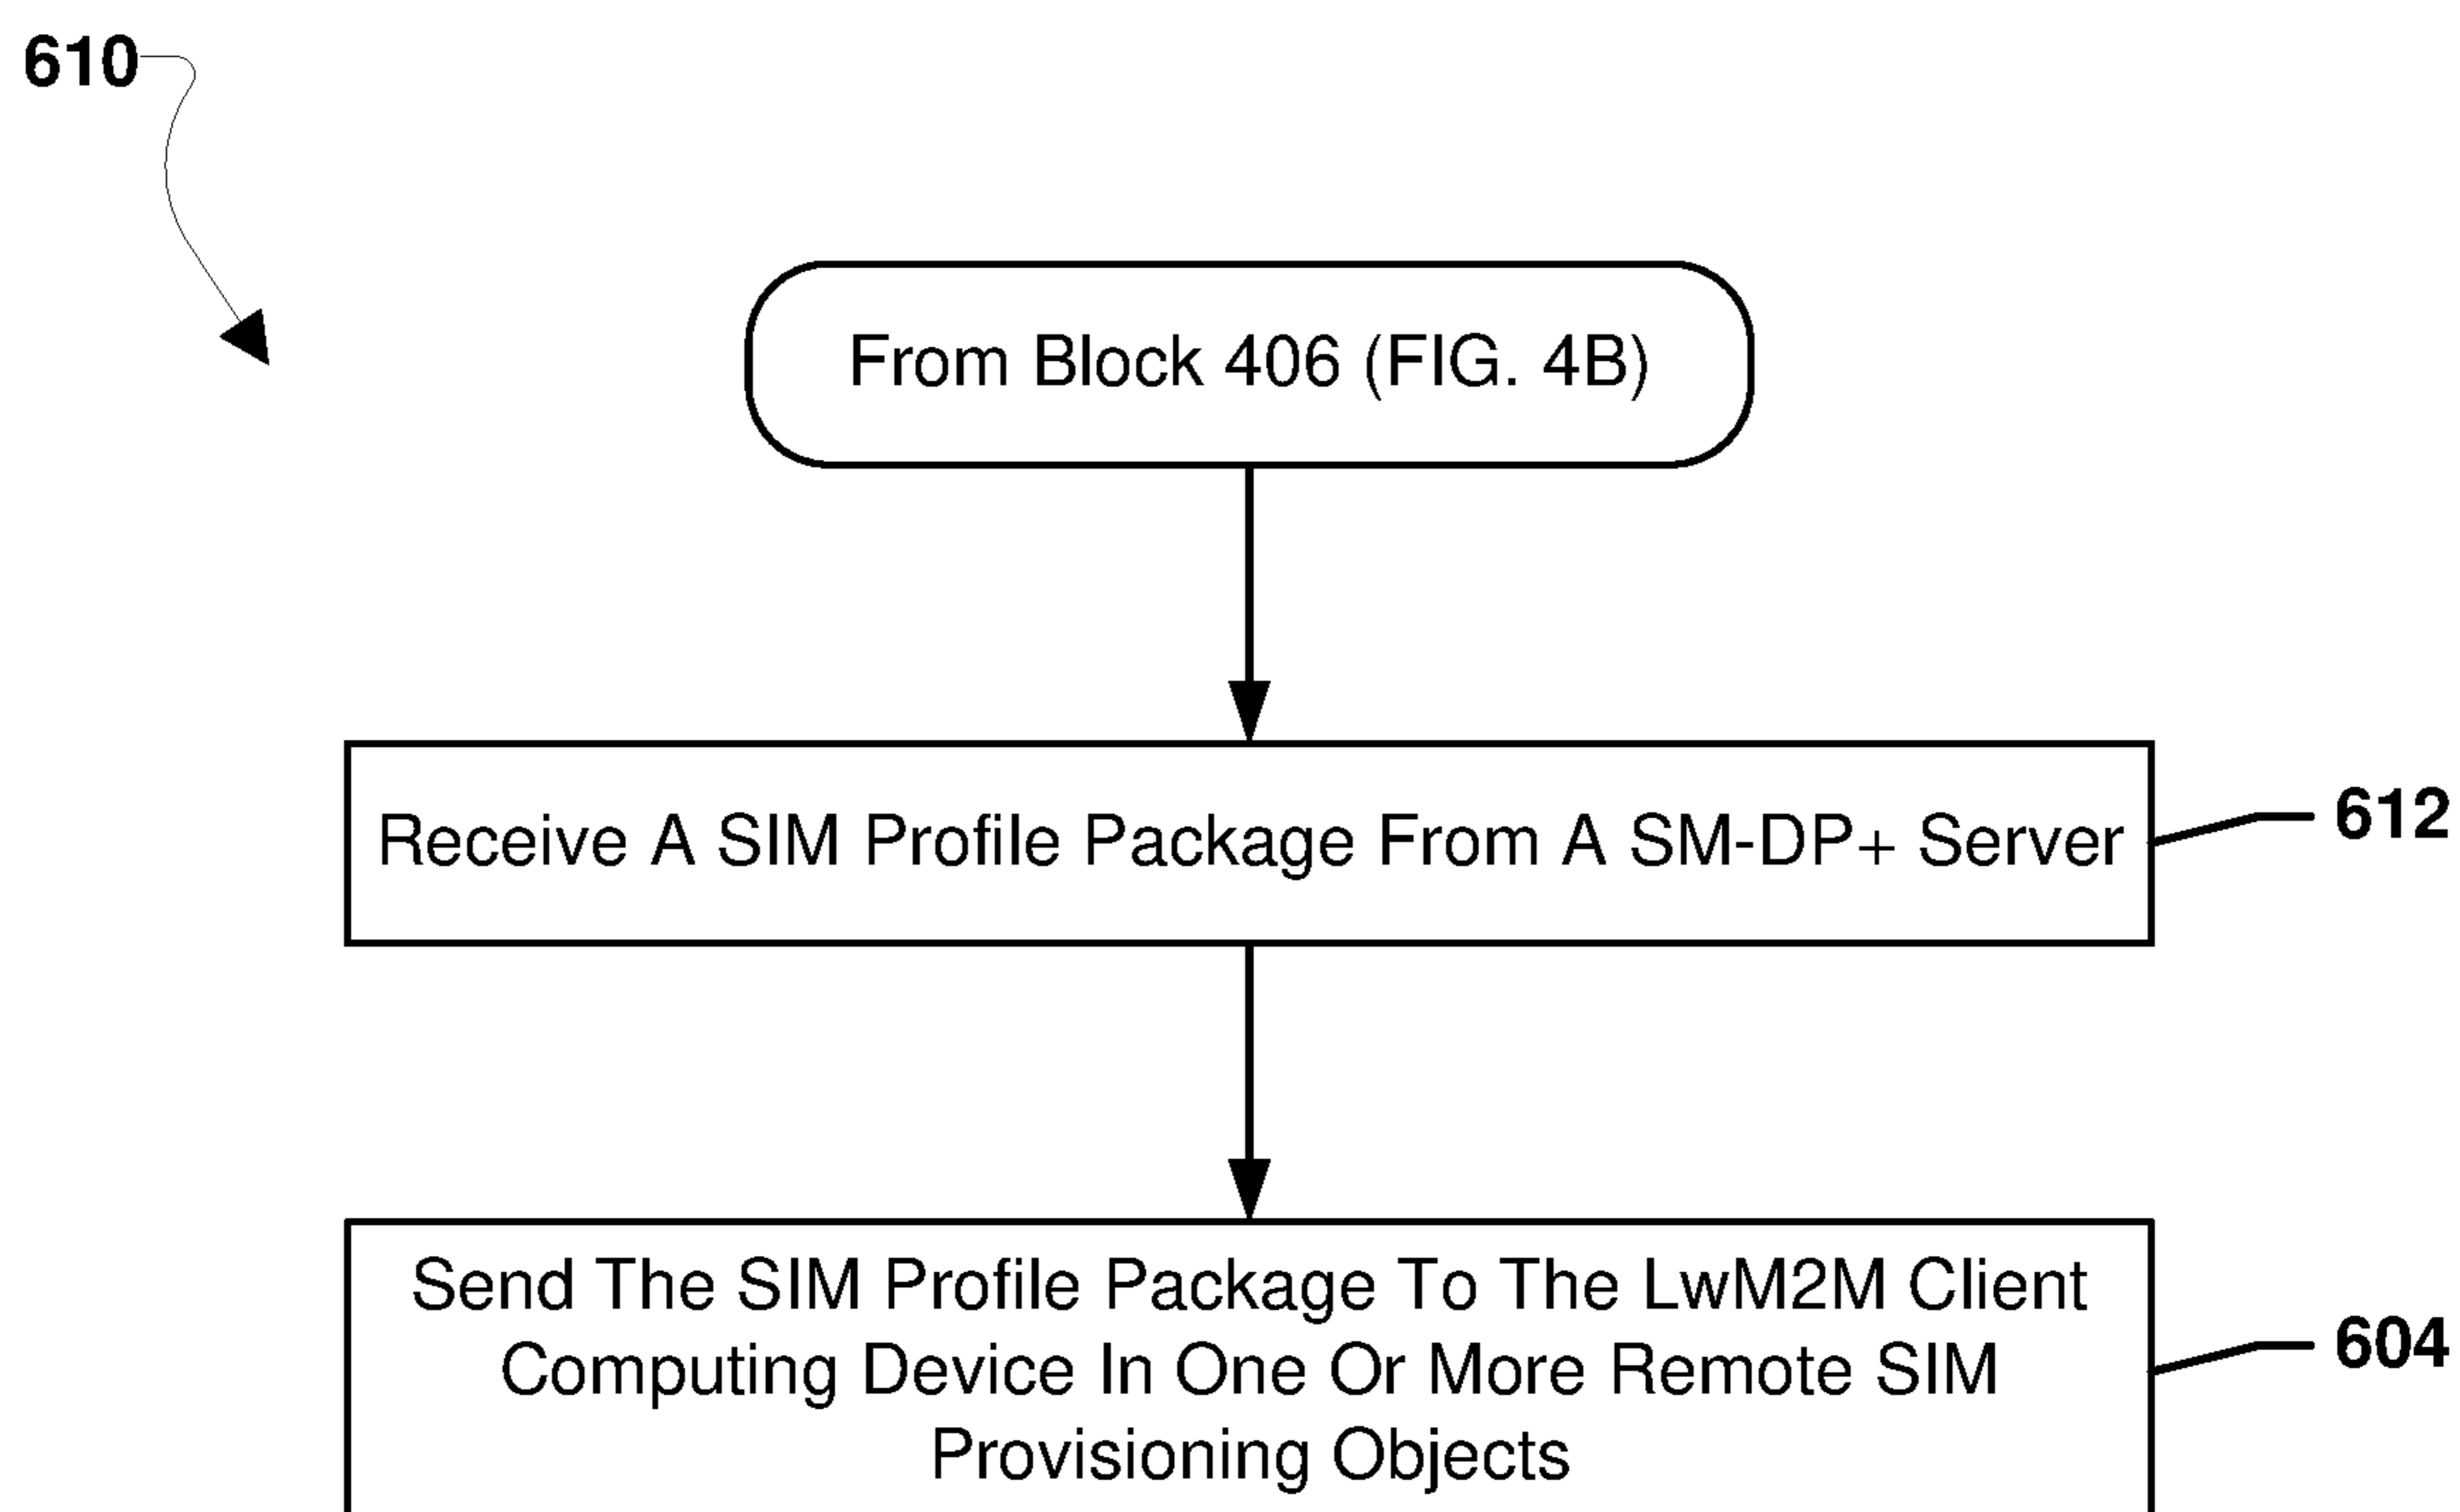 610
From Block 406 (FIG. 4B)
Receive A SIM Profile Package From A SM-DP+ Server
612
Send The SIM Profile Package To The LwM2M Client
Computing Device In One Or More Remote SIM
Provisioning Objects
604